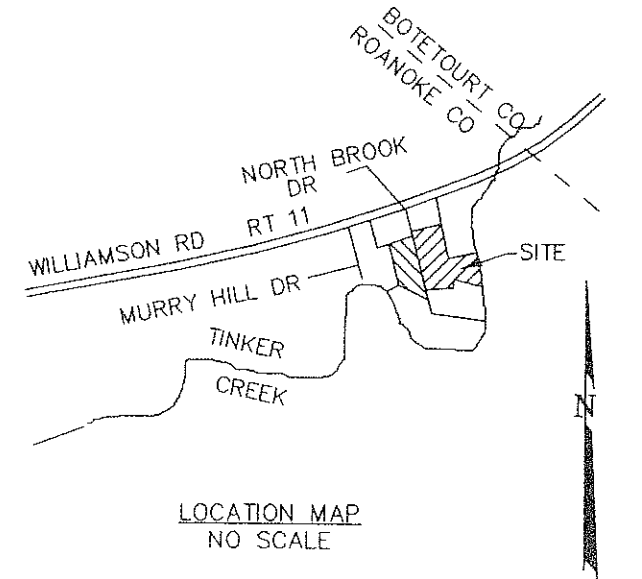 BOTETOURT CO
ROANOKE CO
NORTH BROOK
DR
WILLIAMSON RD RT 11
SITE
MURRY HILL DR
TINKER
CREEK
N
LOCATION MAP
NO SCALE